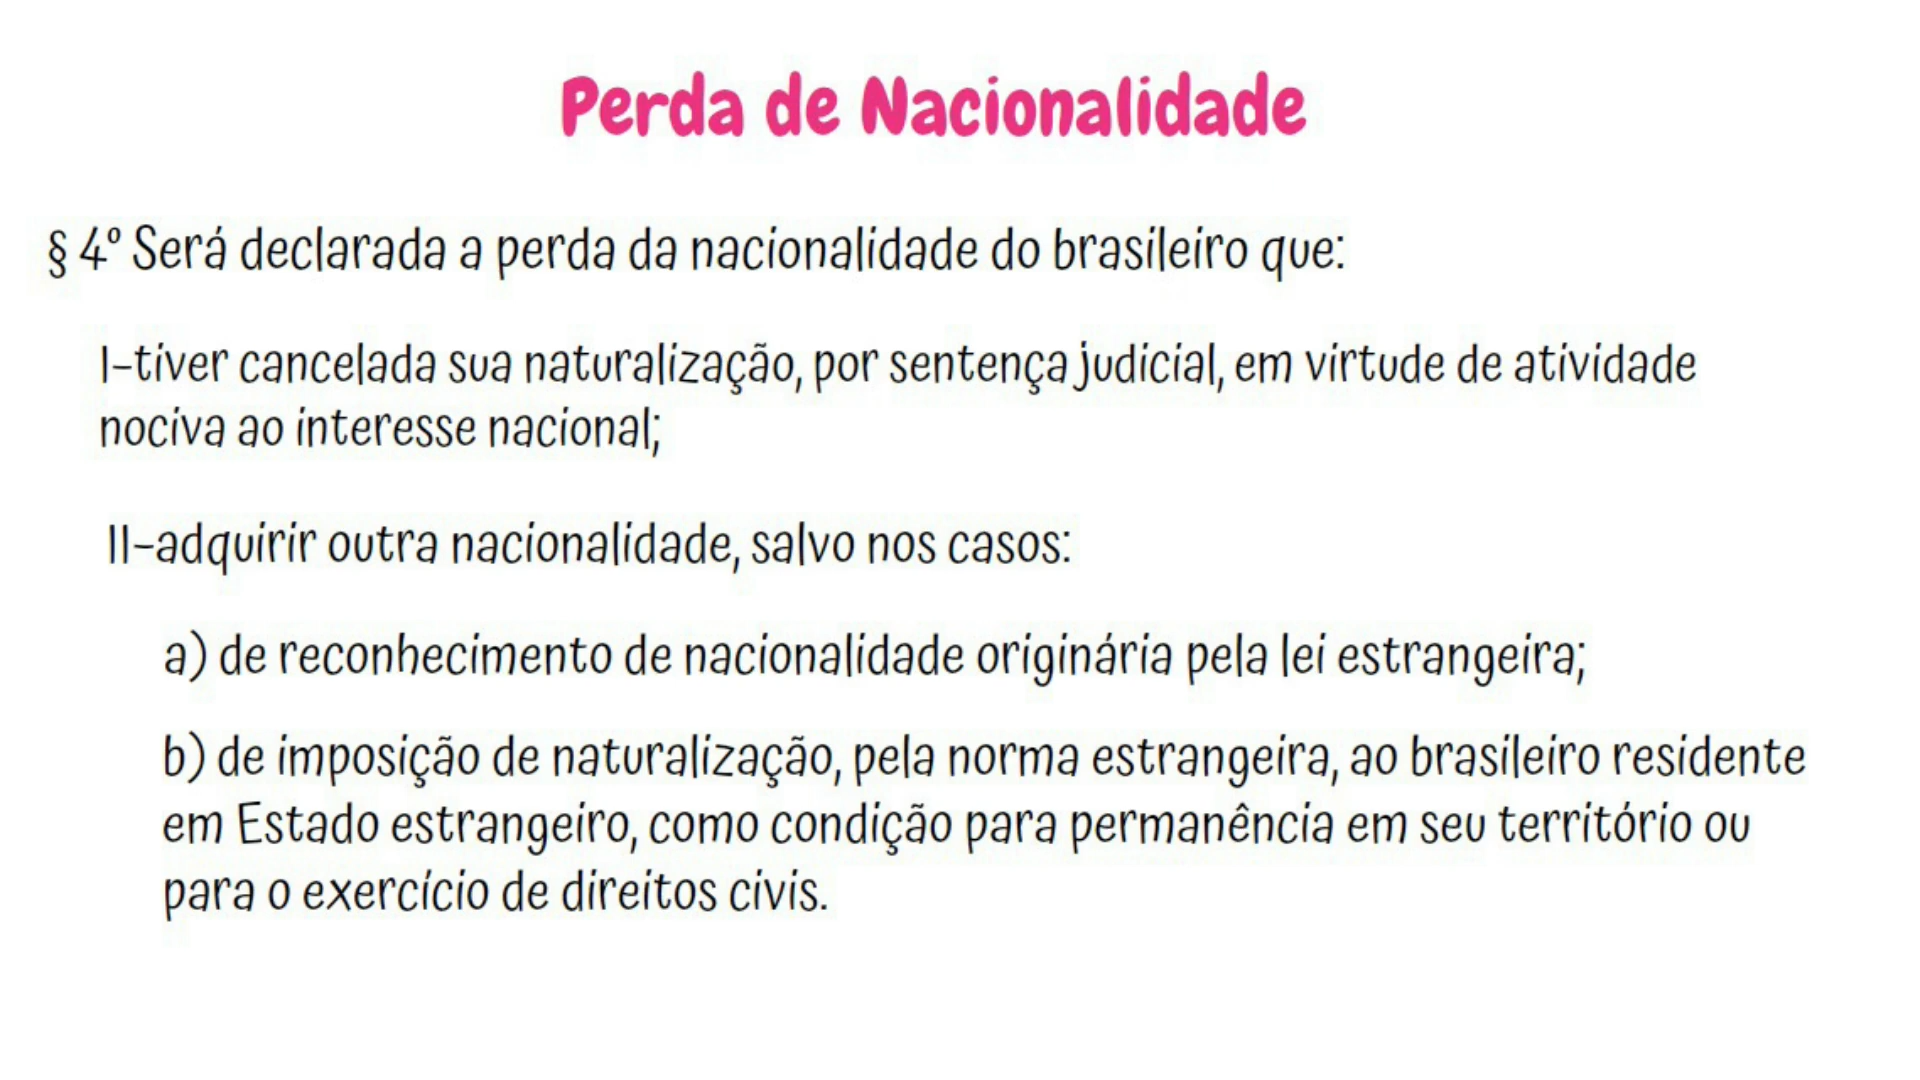 Perda de Nacionalidade
§ 4º Será declarada a perda da nacionalidade do brasileiro que:
I-tiver cancelada sua naturalização, por sentença judicial, em virtude de atividade
nociva ao interesse nacional;
II-adquirir outra nacionalidade, salvo nos casos:
a) de reconhecimento de nacionalidade originária pela lei estrangeira;
b) de imposição de naturalização, pela norma estrangeira, ao brasileiro residente
em Estado estrangeiro, como condição para permanência em seu território ou
para o exercício de direitos civis.